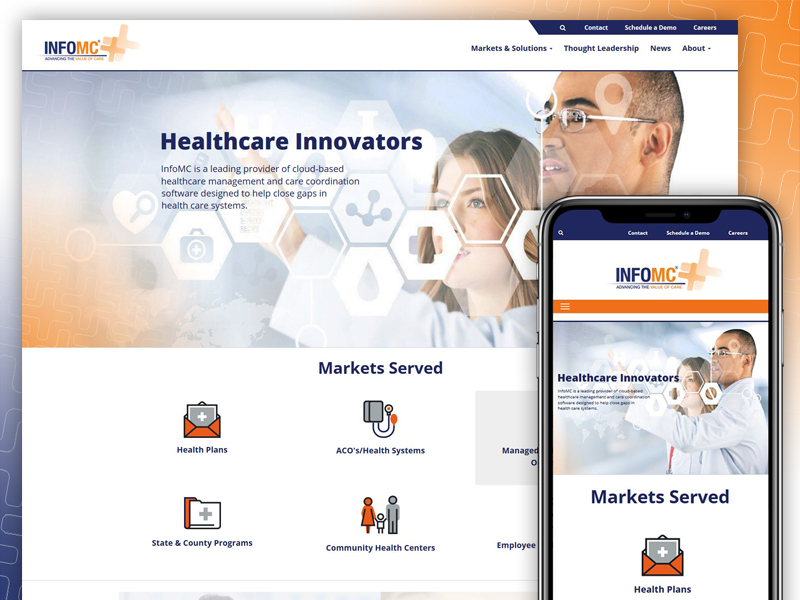 Contact Schedule a Demo Careers
INFOMC®
ADVANCING THE VALUE OF CARE
Markets & Solutions Thought Leadership News About
Healthcare Innovators
InfoMC is a leading provider of cloud-based
healthcare management and care coordination
software designed to help close gaps in
health care systems.
Markets Served
Health Plans
ACO's/Health Systems
Managed
O
State & County Programs
Community Health Centers
Employee
Contact Schedule a Demo Careers
INFOMC®
ADVANCING THE VALUE OF CARE
Healthcare Innovators
InfoMC is a leading provider of cloud-based
healthcare management and care coordination
software designed to help close gaps in
health care systems.
Markets Served
Health Plans